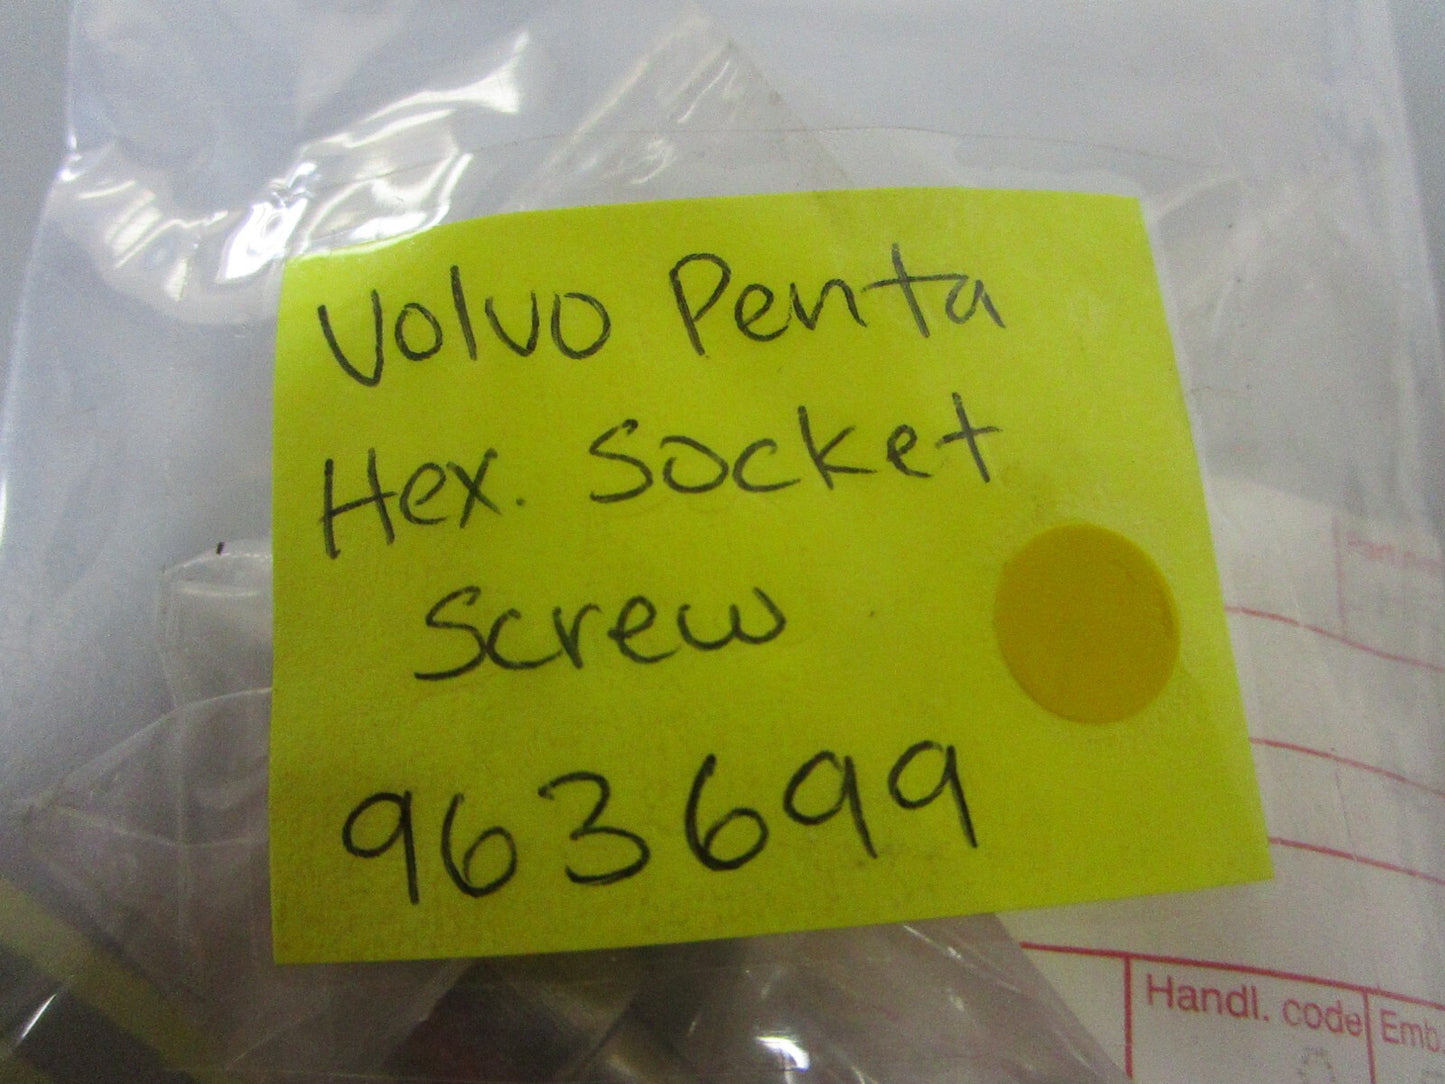 Volvo Penta
Hex. Socket
Screw
963699
Handl. code
Emb.